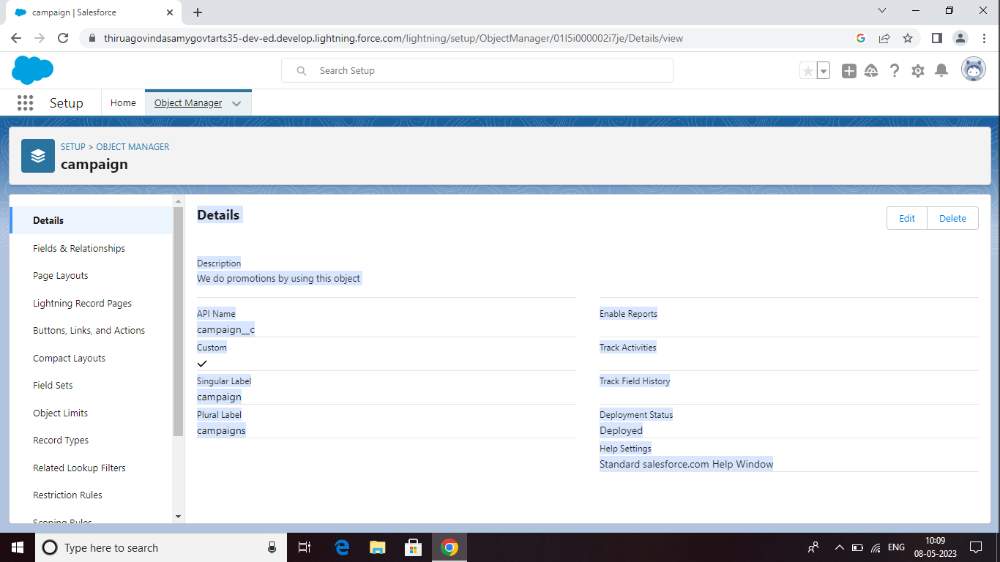 campaign | Salesforce
thiruagovindasamygovtarts35-dev-ed.develop.lightning.force.com/lightning/setup/ObjectManager/01I5i000002i7je/Details/view
Search Setup
Setup
Home
Object Manager
SETUP > OBJECT MANAGER
campaign
Details
Fields & Relationships
Page Layouts
Lightning Record Pages
Buttons, Links, and Actions
Compact Layouts
Field Sets
Object Limits
Record Types
Related Lookup Filters
Restriction Rules
Scoping Rules
Details
Edit
Delete
Description
We do promotions by using this object
API Name
campaign__c
Custom
Singular Label
campaign
Plural Label
campaigns
Enable Reports
Track Activities
Track Field History
Deployment Status
Deployed
Help Settings
Standard salesforce.com Help Window
Type here to search
ENG
10:09
08-05-2023